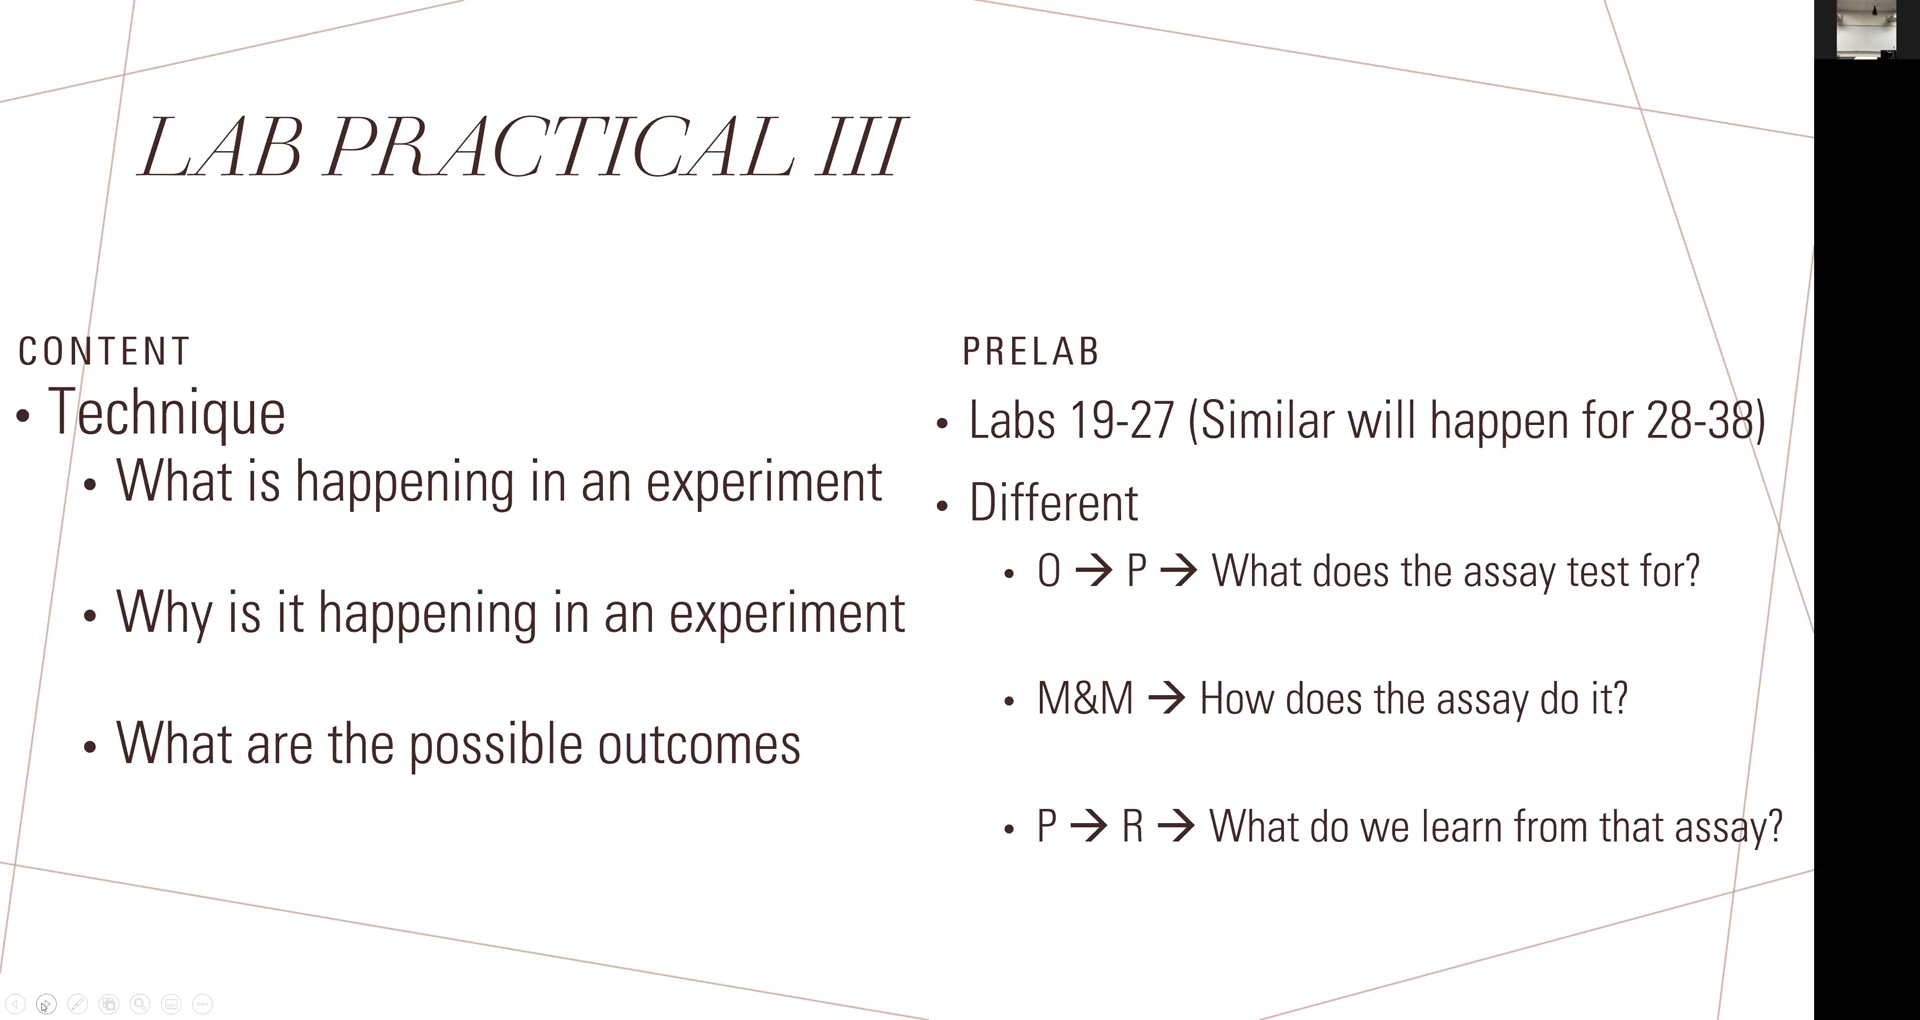 LAB PRACTICAL III
CONTENT
• Technique
• What is happening in an experiment
• Why is it happening in an experiment
• What are the possible outcomes
PRELAB
• Labs 19-27 (Similar will happen for 28-38)
• Different
• O → P → What does the assay test for?
• M&M → How does the assay do it?
• P → R → What do we learn from that assay?